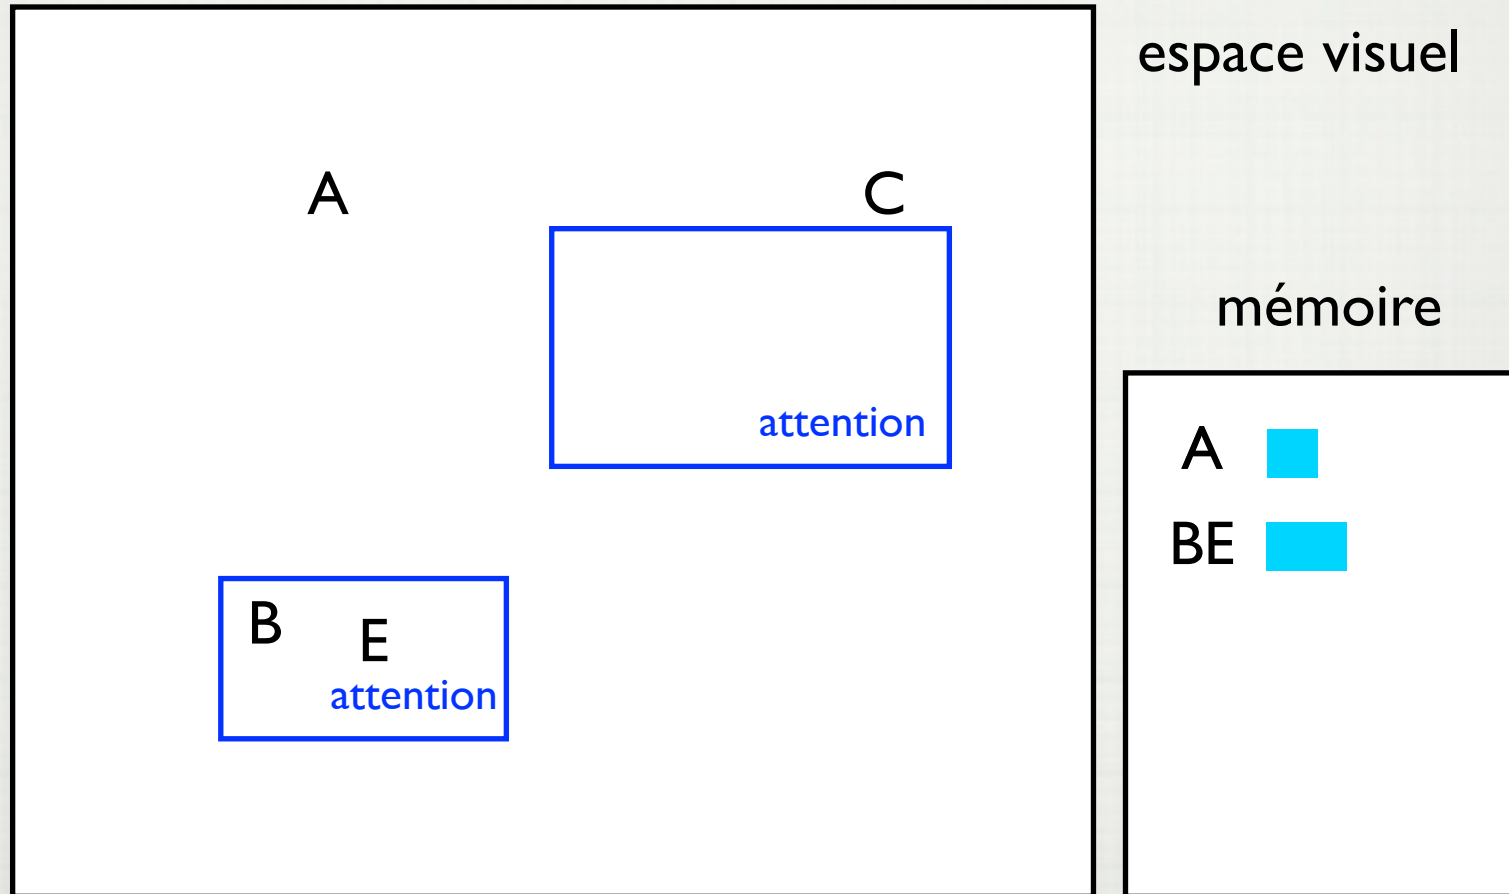 espace visuel
A
C
mémoire
attention
A
BE
B
E
attention